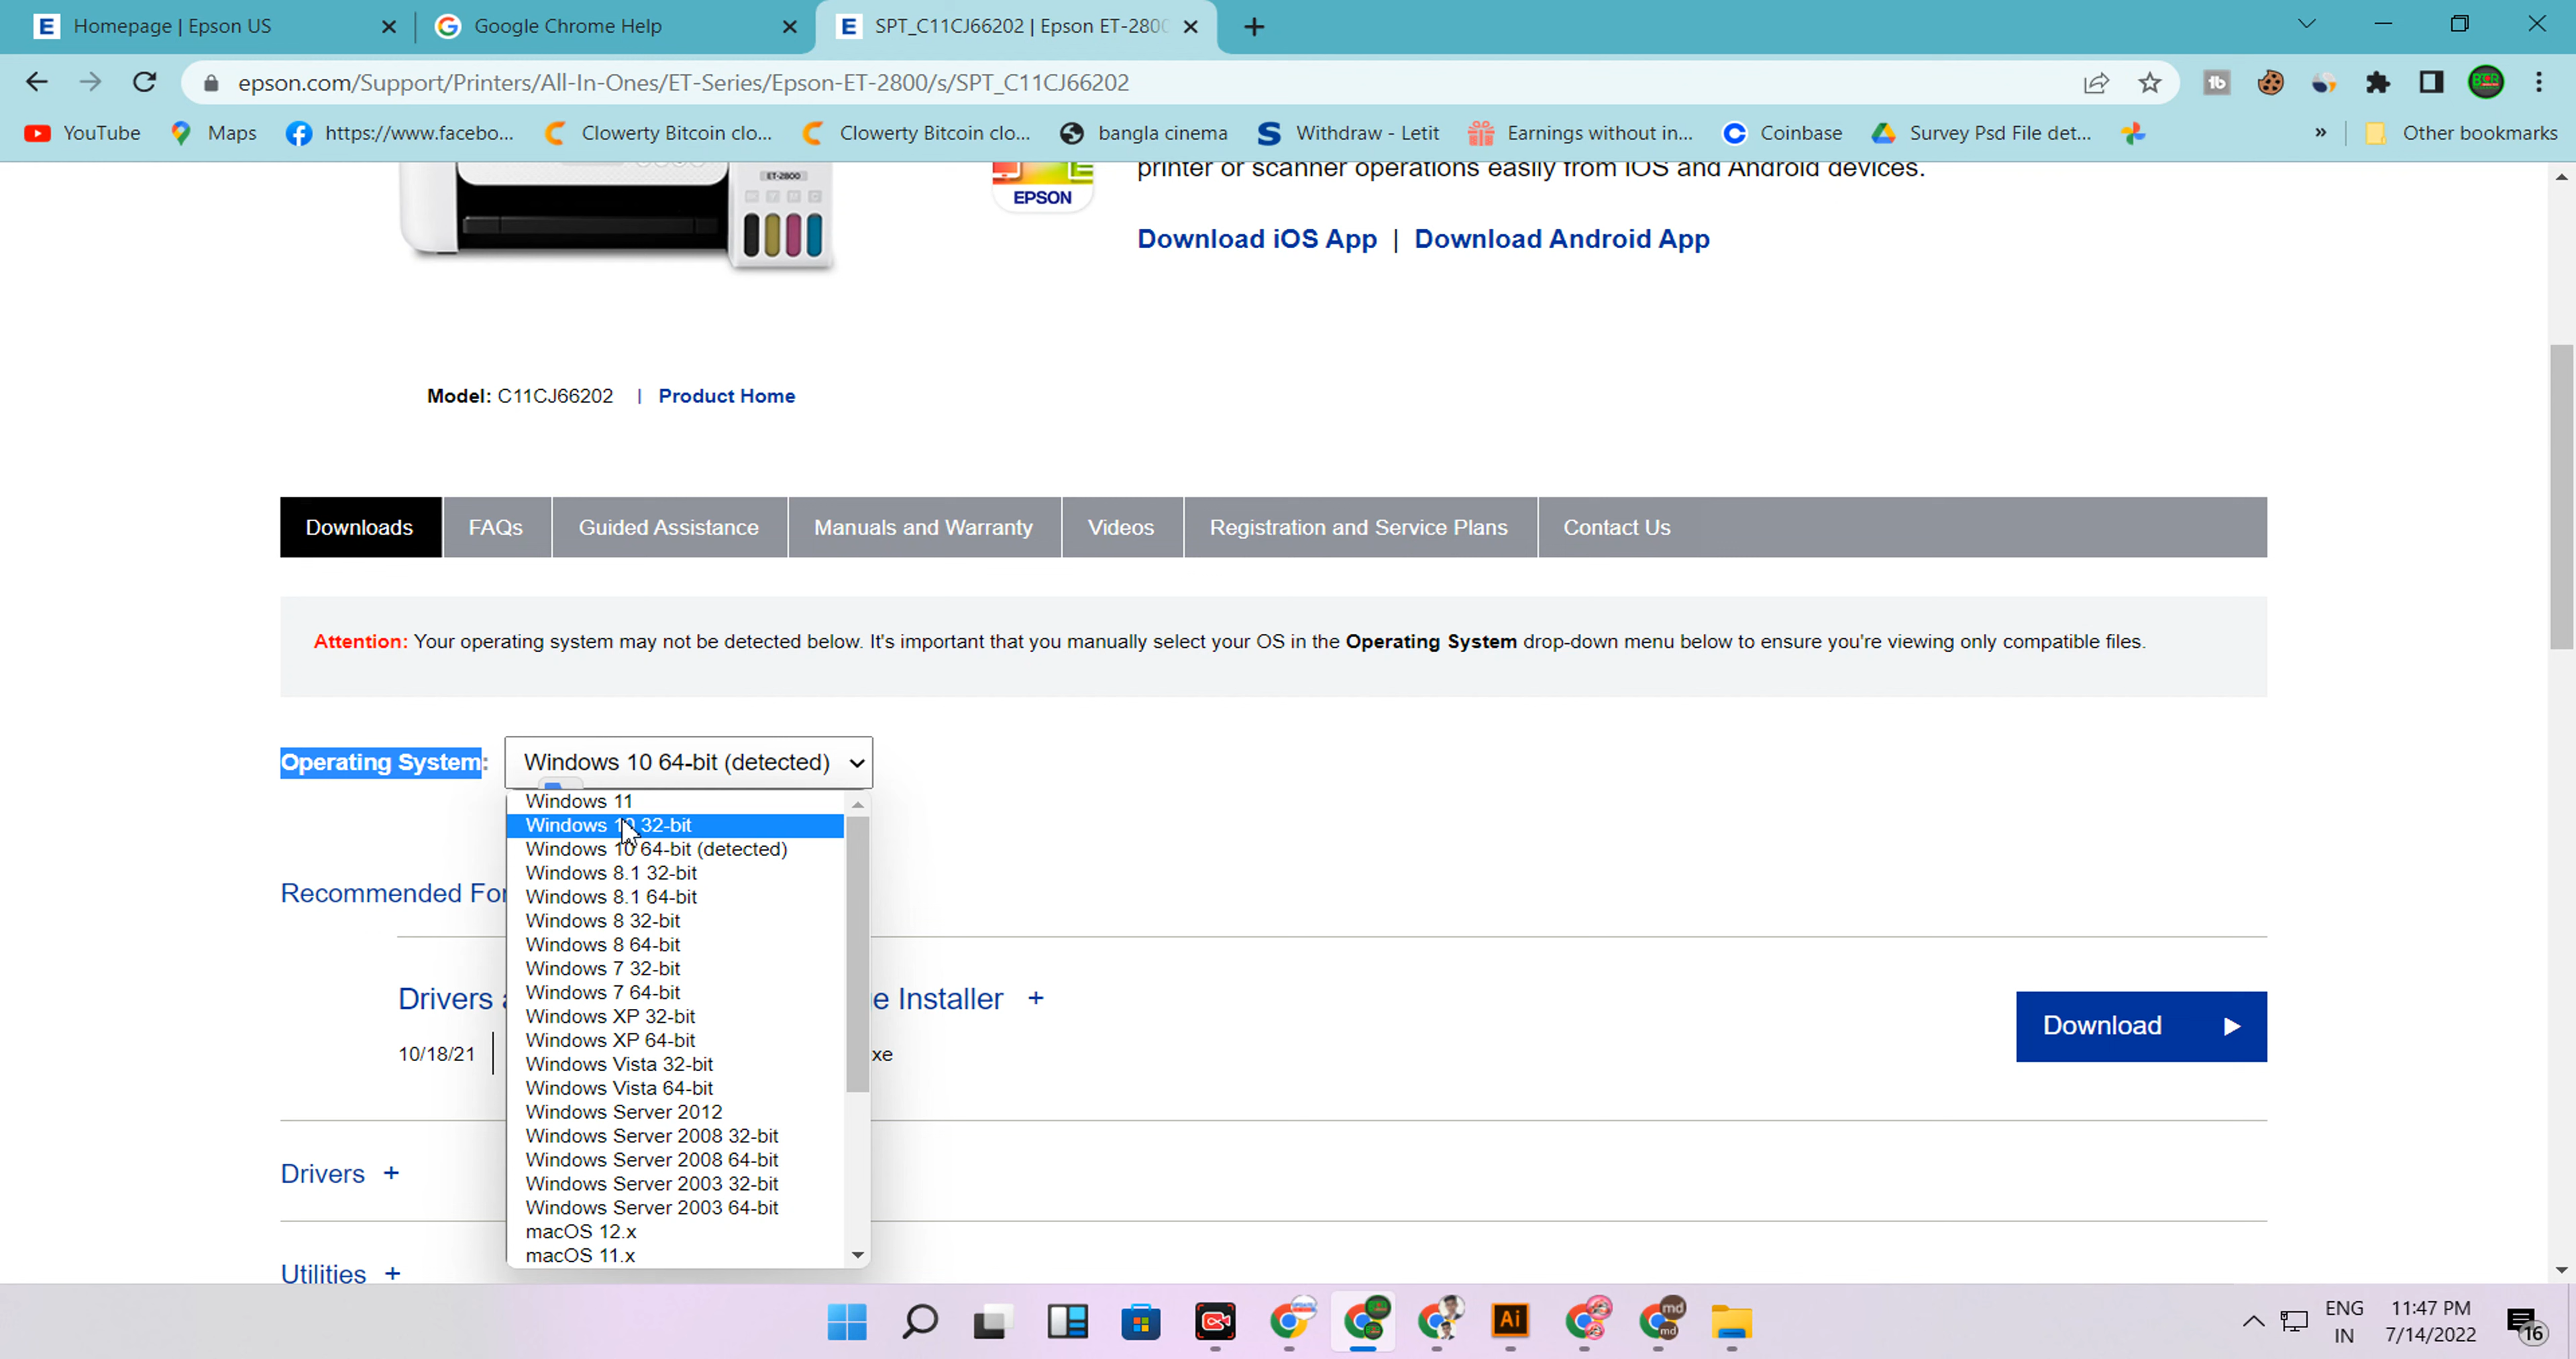 Homepage | Epson US
Google Chrome Help
SPT_C11CJ66202 | Epson ET-280
epson.com/Support/Printers/All-In-Ones/ET-Series/Epson-ET-2800/s/SPT_C11CJ66202
YouTube Maps https://www.facebo... Clowerty Bitcoin clo... Clowerty Bitcoin clo... bangla cinema Withdraw - Letit Earnings without in... Coinbase Survey Psd File det... » Other bookmarks
printer or scanner operations easily from iOS and Android devices.
ET-2800
EPSON
Download iOS App | Download Android App
Model: C11CJ66202 | Product Home
Downloads FAQs Guided Assistance Manuals and Warranty Videos Registration and Service Plans Contact Us
Attention: Your operating system may not be detected below. It's important that you manually select your OS in the Operating System drop-down menu below to ensure you're viewing only compatible files.
Operating System: Windows 10 64-bit (detected)
Windows 11
Windows 10 32-bit
Windows 10 64-bit (detected)
Windows 8.1 32-bit
Windows 8.1 64-bit
Windows 8 32-bit
Windows 8 64-bit
Windows 7 32-bit
Windows 7 64-bit
Windows XP 32-bit
Windows XP 64-bit
Windows Vista 32-bit
Windows Vista 64-bit
Windows Server 2012
Windows Server 2008 32-bit
Windows Server 2008 64-bit
Windows Server 2003 32-bit
Windows Server 2003 64-bit
macOS 12.x
macOS 11.x
Recommended For
Drivers a
e Installer +
10/18/21 |
xe
Download
Drivers +
Utilities +
Ai
md
md
ENG
IN
11:47 PM
7/14/2022
16